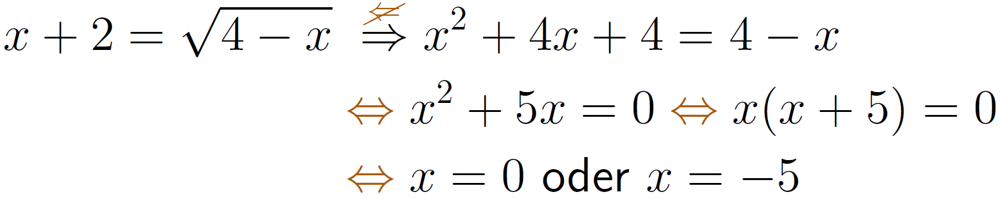 x + 2 = √(4 − x) ⇍ ⇒ x² + 4x + 4 = 4 − x
⇔ x² + 5x = 0 ⇔ x(x + 5) = 0
⇔ x = 0 oder x = −5